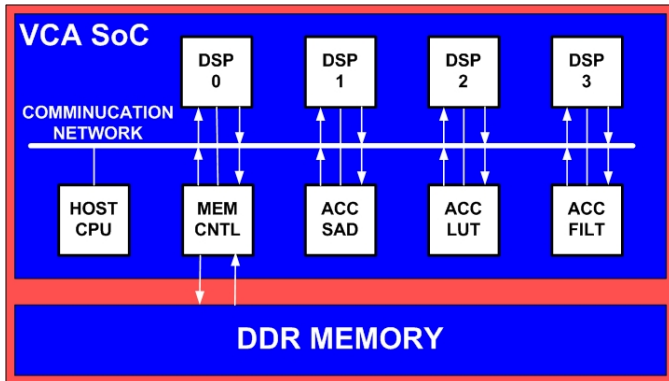 VCA SoC
DSP
0
DSP
1
DSP
2
DSP
3
COMMINUCATION
NETWORK
HOST
CPU
MEM
CNTL
ACC
SAD
ACC
LUT
ACC
FILT
DDR MEMORY